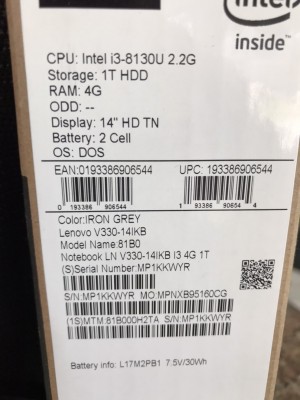 intel
inside™
CPU: Intel i3-8130U 2.2G
Storage: 1T HDD
RAM: 4G
ODD: --
Display: 14" HD TN
Battery: 2 Cell
OS: DOS
EAN:0193386906544 UPC: 193386906544
0 193386 906544 1 93386 90654 4
Color:IRON GREY
Lenovo V330-14IKB
Model Name:81B0
Notebook LN V330-14IKB I3 4G 1T
(S)Serial Number:MP1KKWYR
S/N:MP1KKWYR MO:MPNXB95160CG
(1S)MTM:81B000H2TA S/N:MP1KKWYR
Battery info: L17M2PB1 7.5V/30Wh